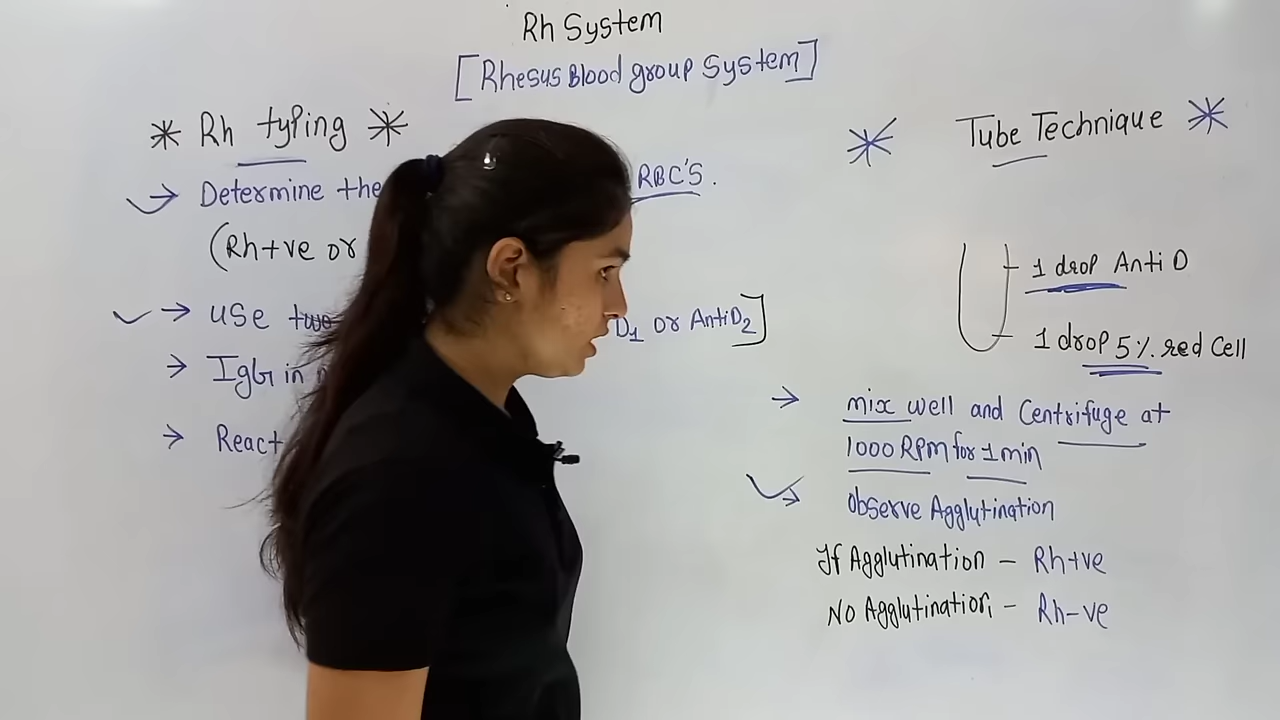 Rh System
[Rhesus Blood group System]
* Rh typing *
→ Determine the RBC'S.
(Rh+ve or
→ use two D1 or AntiD2]
→ IgG in
→ React
* Tube Technique *
1 drop Anti D
1 drop 5% red cell
→ mix well and Centrifuge at
1000 RPm for 1 min
→ Observe Agglutination
If Agglutination - Rh+ve
No Agglutination - Rh-ve